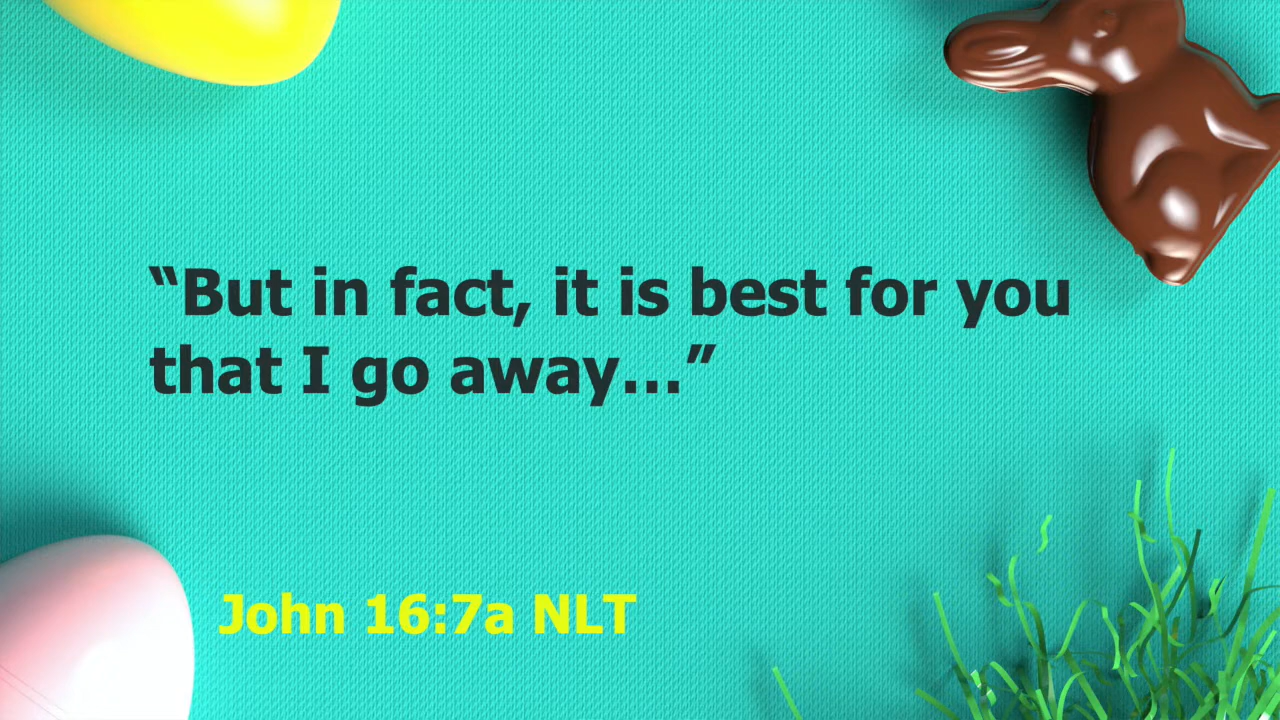 “But in fact, it is best for you
that I go away…”
John 16:7a NLT